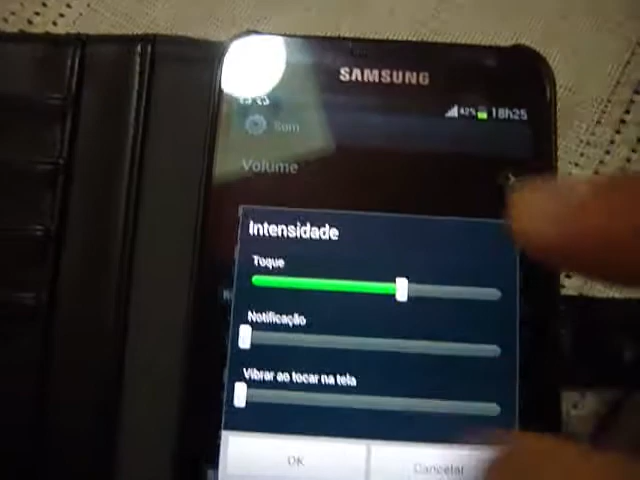 SAMSUNG
42% 18h25
Som
Volume
Intensidade
Toque
Notificação
Vibrar ao tocar na tela
OK Cancelar